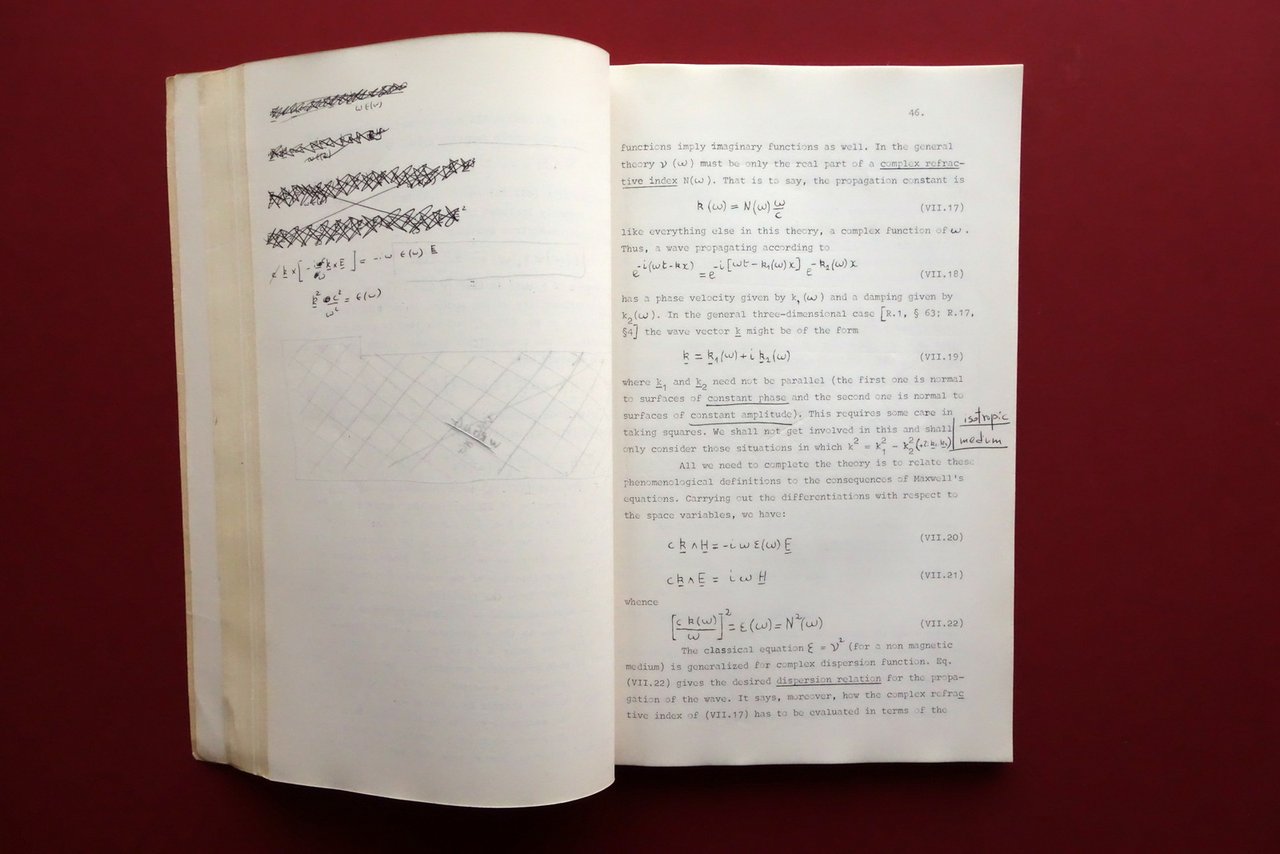 ω ε(ω)
k × [ - k × E ] = -i ω ε(ω) E
k² c²/ω² = ε(ω)
46.
functions imply imaginary functions as well. In the general
theory ν (ω) must be only the real part of a complex refrac-
tive index N(ω). That is to say, the propagation constant is
k (ω) = N(ω) ω/c (VII.17)
like everything else in this theory, a complex function of ω.
Thus, a wave propagating according to
e^-i(ωt-kx) = e^-i[ωt-k₁(ω)x] e^-k₂(ω)x (VII.18)
has a phase velocity given by k₁(ω) and a damping given by
k₂(ω). In the general three-dimensional case [R.1, § 63; R.17,
§4] the wave vector k might be of the form
k = k₁(ω)+ i k₂(ω) (VII.19)
where k₁ and k₂ need not be parallel (the first one is normal
to surfaces of constant phase and the second one is normal to
surfaces of constant amplitude). This requires some care in
isotropic
taking squares. We shall not get involved in this and shall
medium
only consider those situations in which k² = k₁² - k₂² (+2i k₁ k₂)
All we need to complete the theory is to relate these
phenomenological definitions to the consequences of Maxwell's
equations. Carrying out the differentiations with respect to
the space variables, we have:
c k ∧ H = -i ω ε(ω) E (VII.20)
c k ∧ E = i ω H (VII.21)
whence
[c k(ω)/ω]² = ε(ω) = N²(ω) (VII.22)
The classical equation ε = ν² (for a non magnetic
medium) is generalized for complex dispersion function. Eq.
(VII.22) gives the desired dispersion relation for the propa-
gation of the wave. It says, moreover, how the complex refrac
tive index of (VII.17) has to be evaluated in terms of the